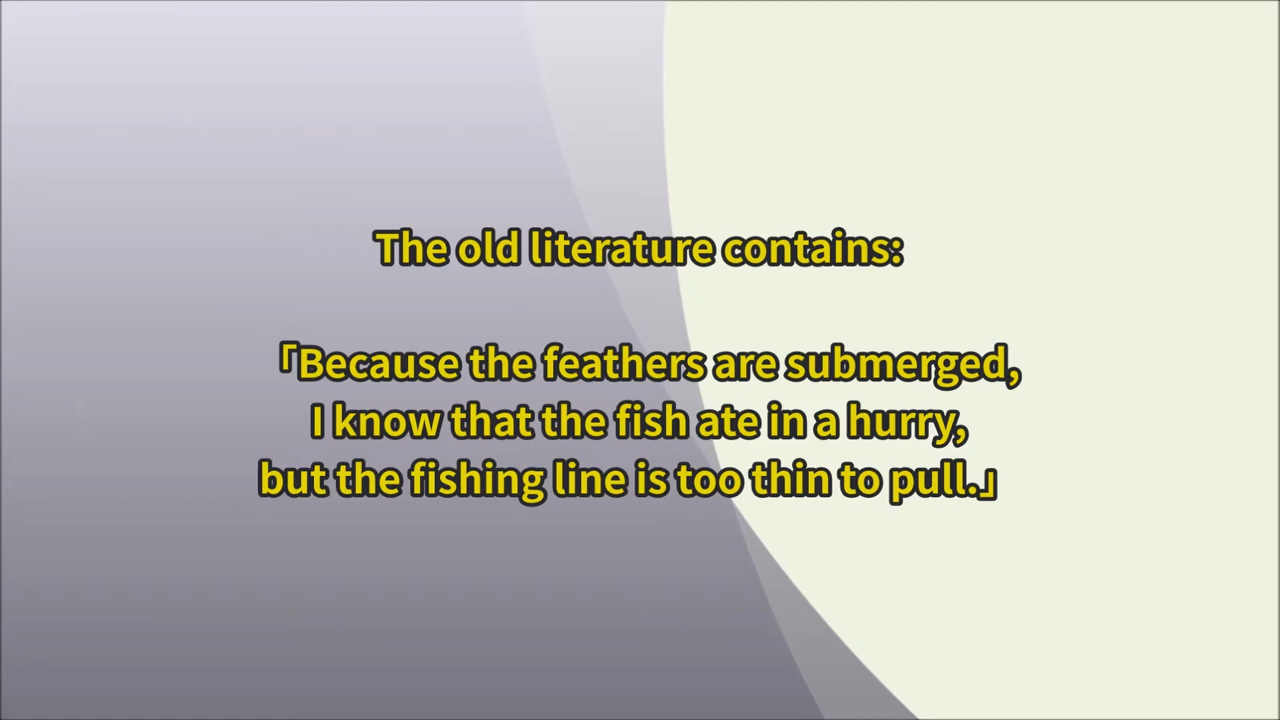 The old literature contains:
「Because the feathers are submerged,
I know that the fish ate in a hurry,
but the fishing line is too thin to pull.」